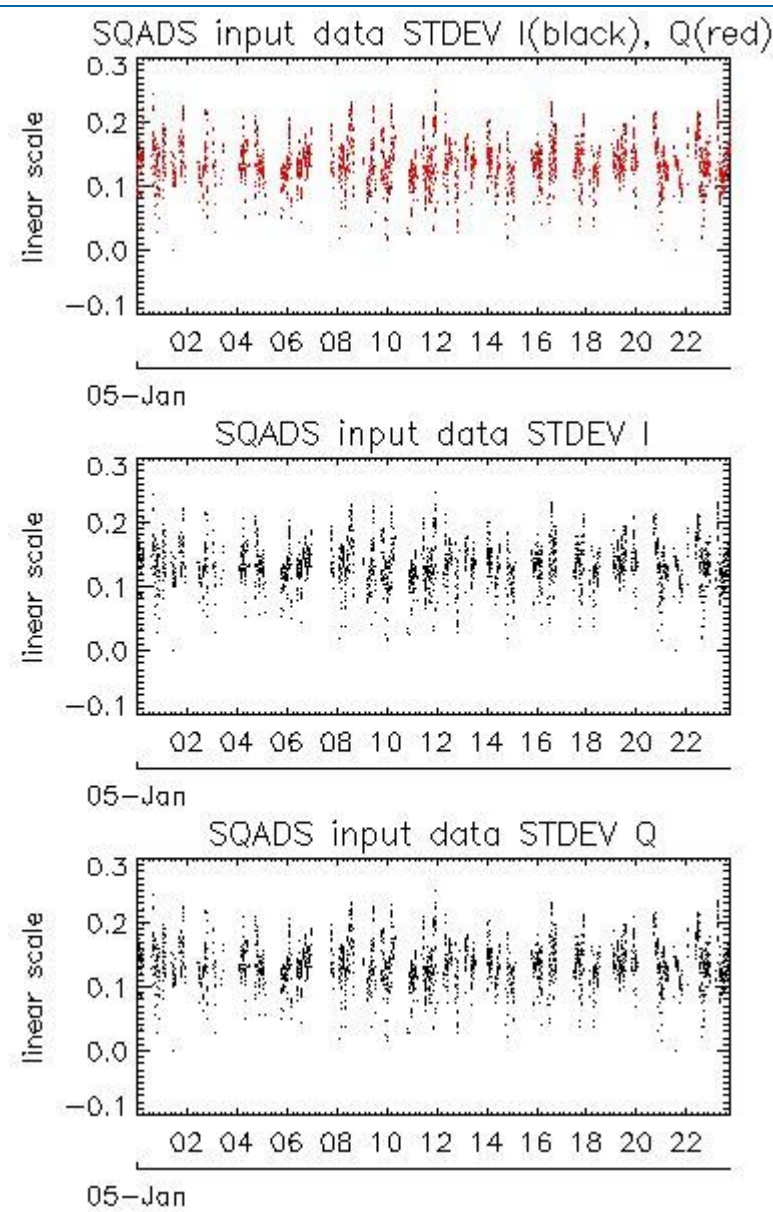 SQADS input data STDEV I(black), Q(red)
0.3
0.2
0.1
0.0
−0.1
linear scale
02 04 06 08 10 12 14 16 18 20 22
05−Jan
SQADS input data STDEV I
0.3
0.2
0.1
0.0
−0.1
linear scale
02 04 06 08 10 12 14 16 18 20 22
05−Jan
SQADS input data STDEV Q
0.3
0.2
0.1
0.0
−0.1
linear scale
02 04 06 08 10 12 14 16 18 20 22
05−Jan